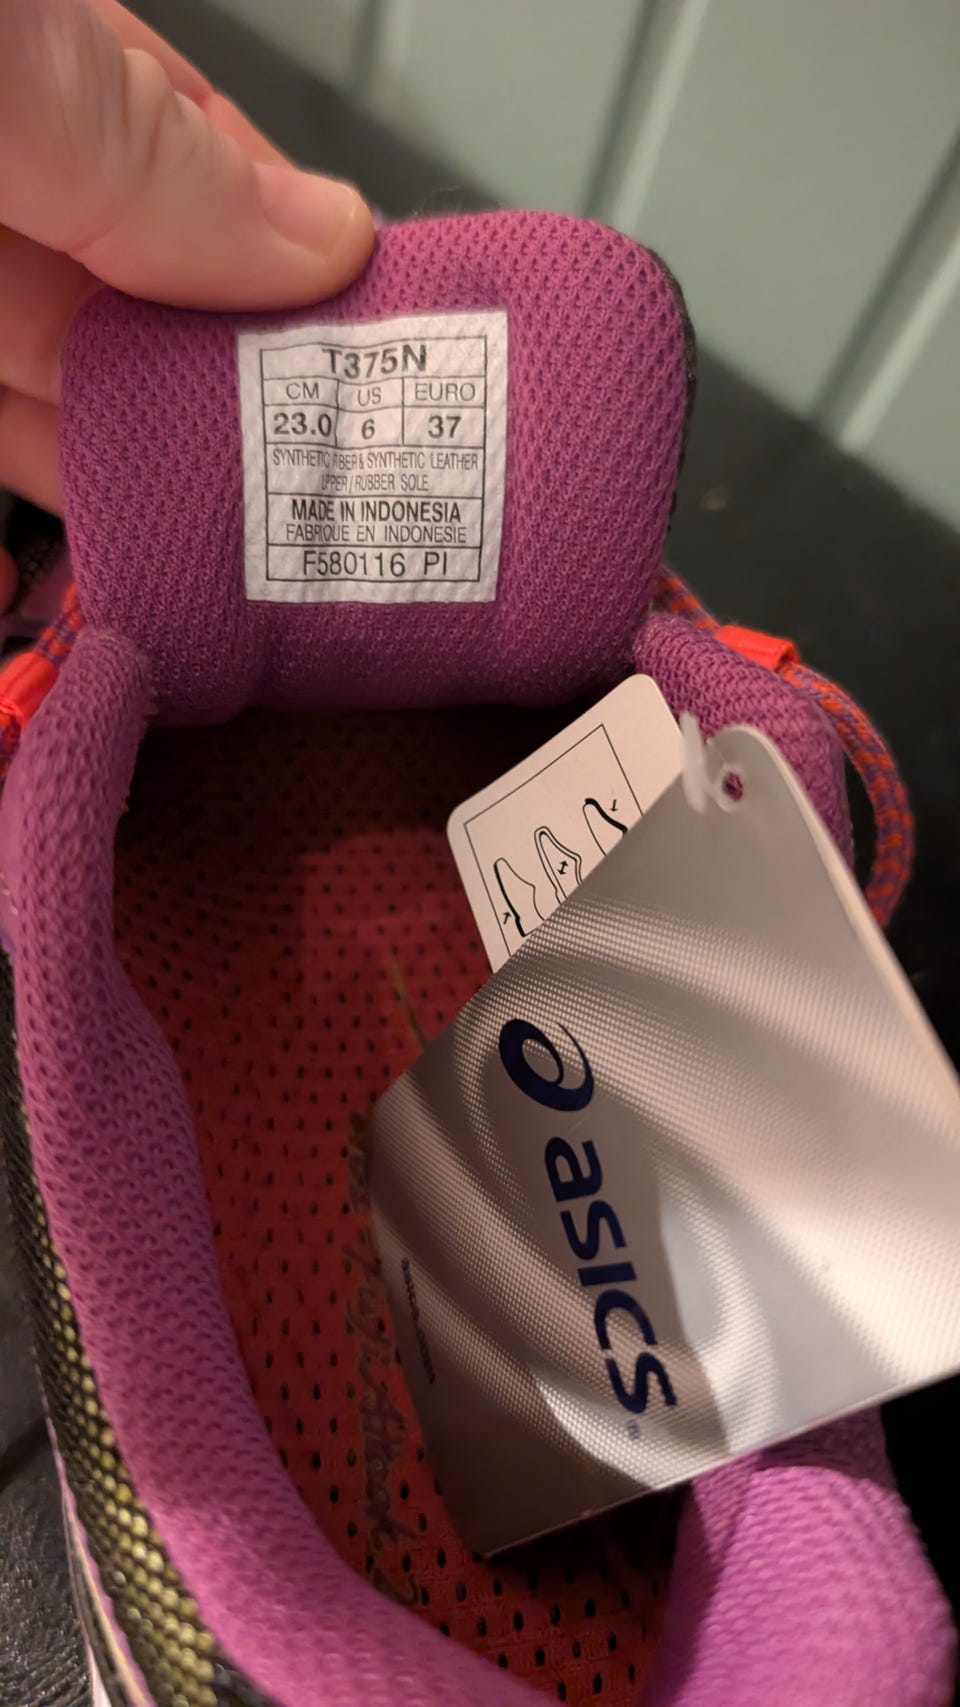 T375N
CM US EURO
23.0 6 37
SYNTHETIC FIBER & SYNTHETIC LEATHER
UPPER / RUBBER SOLE
MADE IN INDONESIA
FABRIQUE EN INDONESIE
F580116 PI
asics